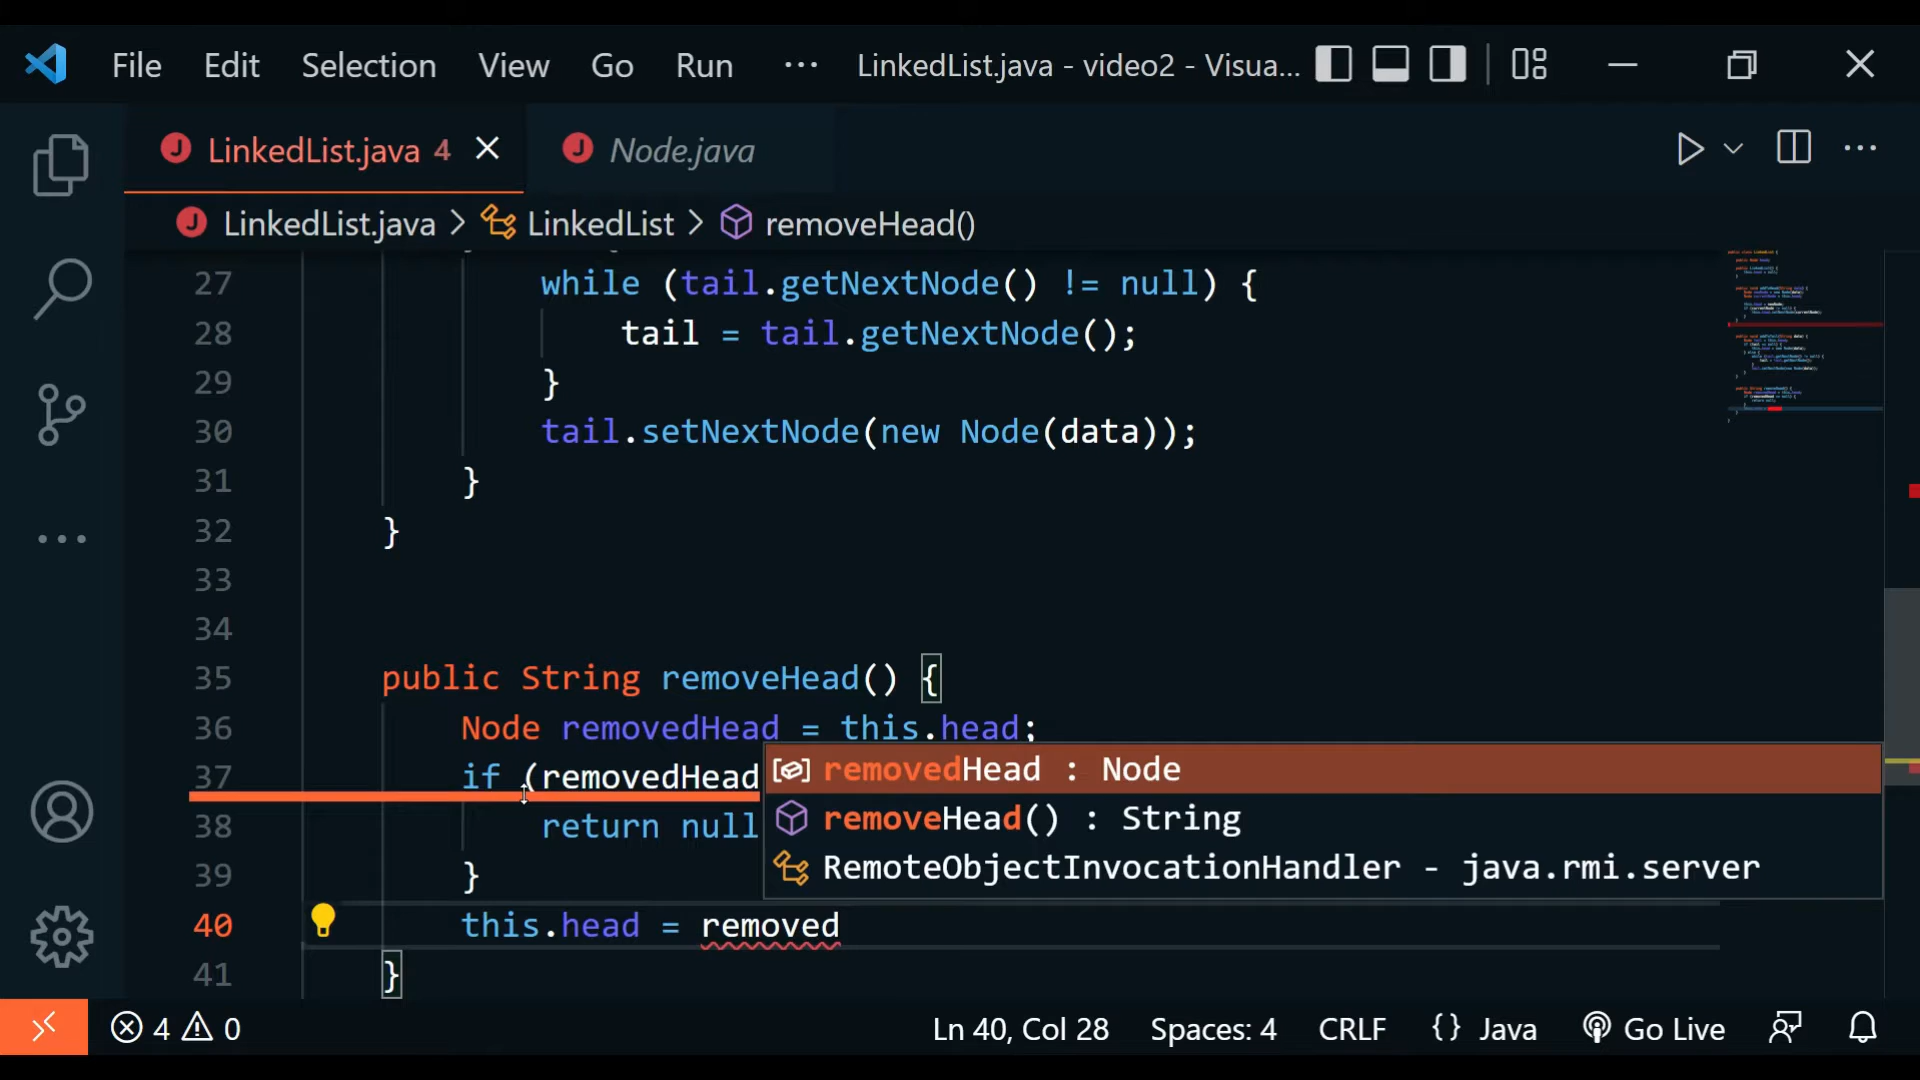 File Edit Selection View Go Run ··· LinkedList.java - video2 - Visua...
LinkedList.java 4 Node.java
LinkedList.java > LinkedList > removeHead()
27 while (tail.getNextNode() != null) {
28 tail = tail.getNextNode();
29 }
30 tail.setNextNode(new Node(data));
31 }
32 }
33
34
35 public String removeHead() {
36 Node removedHead = this.head;
37 if (removedHead
removedHead : Node
removeHead() : String
38 return null
RemoteObjectInvocationHandler - java.rmi.server
39 }
40 this.head = removed
41 }
4 0 Ln 40, Col 28 Spaces: 4 CRLF {} Java Go Live